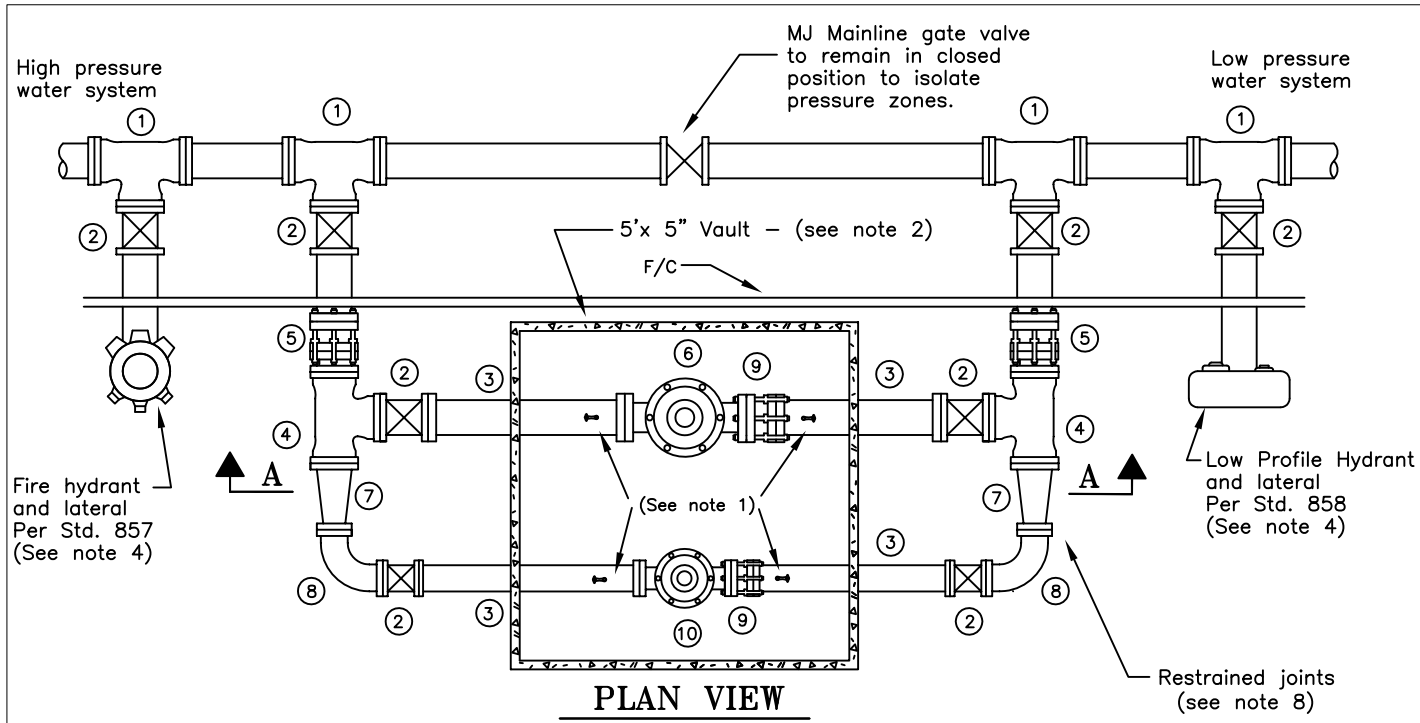 High pressure
water system
MJ Mainline gate valve
to remain in closed
position to isolate
pressure zones.
Low pressure
water system
1
1
1
1
2
2
2
2
5'x 5" Vault – (see note 2)
F/C
5
5
6
9
2
3
3
2
4
4
A
A
7
7
(See note 1)
Fire hydrant
and lateral
Per Std. 857
(See note 4)
Low Profile Hydrant
and lateral
Per Std. 858
(See note 4)
3
8
8
2
3
10
9
2
Restrained joints
(see note 8)
PLAN VIEW